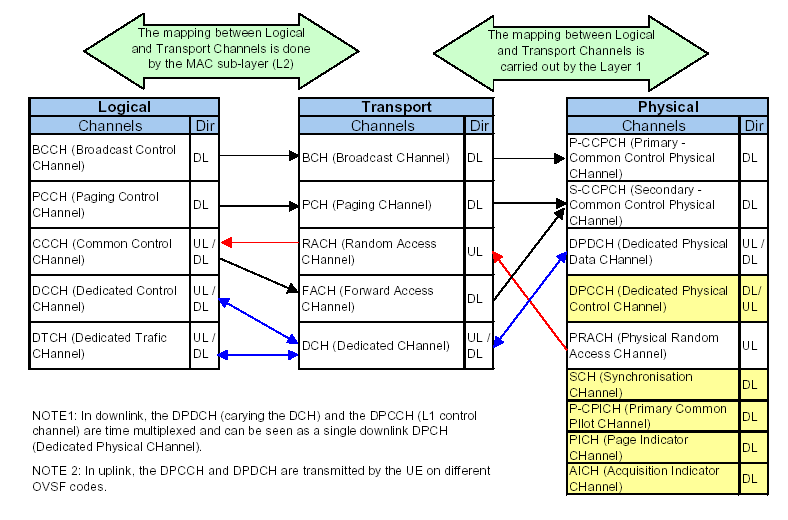 The mapping between Logical
and Transport Channels is done
by the MAC sub-layer (L2)
The mapping between Logical
and Transport Channels is
carried out by the Layer 1
Logical
Channels Dir
BCCH (Broadcast Control
CHannel) DL
PCCH (Paging Control
CHannel) DL
CCCH (Common Control
CHannel) UL / DL
DCCH (Dedicated Control
CHannel) UL / DL
DTCH (Dedicated Trafic
CHannel) UL / DL
Transport
Channels Dir
BCH (Broadcast CHannel) DL
PCH (Paging CHannel) DL
RACH (Random Access
CHannel) UL
FACH (Forward Access
CHannel) DL
DCH (Dedicated CHannel) UL / DL
Physical
Channels Dir
P-CCPCH (Primary -
Common Control Physical
CHannel) DL
S-CCPCH (Secondary -
Common Control Physical
CHannel) DL
DPDCH (Dedicated Physical
Data CHannel) UL / DL
DPCCH (Dedicated Physical
Control CHannel) DL/ UL
PRACH (Physical Random
Access CHannel) UL
SCH (Synchronisation
CHannel) DL
P-CPICH (Primary Common
PIlot CHannel) DL
PICH (Page Indicator
CHannel) DL
AICH (Acquisition Indicator
CHannel) DL
NOTE1: In downlink, the DPDCH (carying the DCH) and the DPCCH (L1 control
channel) are time multiplexed and can be seen as a single downlink DPCH
(Dedicated Physical CHannel).
NOTE 2: In uplink, the DPCCH and DPDCH are transmitted by the UE on different
OVSF codes.